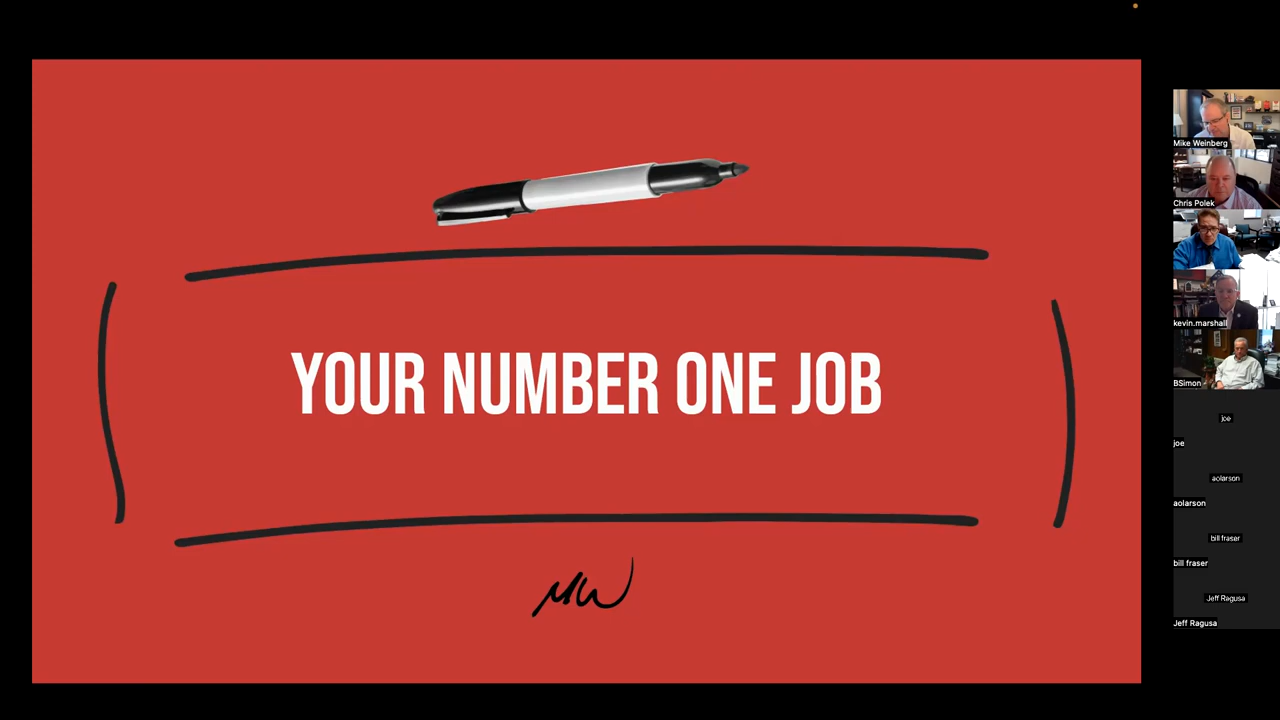 YOUR NUMBER ONE JOB
MW
Mike Weinberg
Chris Polek
kevin.marshall
BSimon
joe
joe
aolarson
aolarson
bill fraser
bill fraser
Jeff Ragusa
Jeff Ragusa